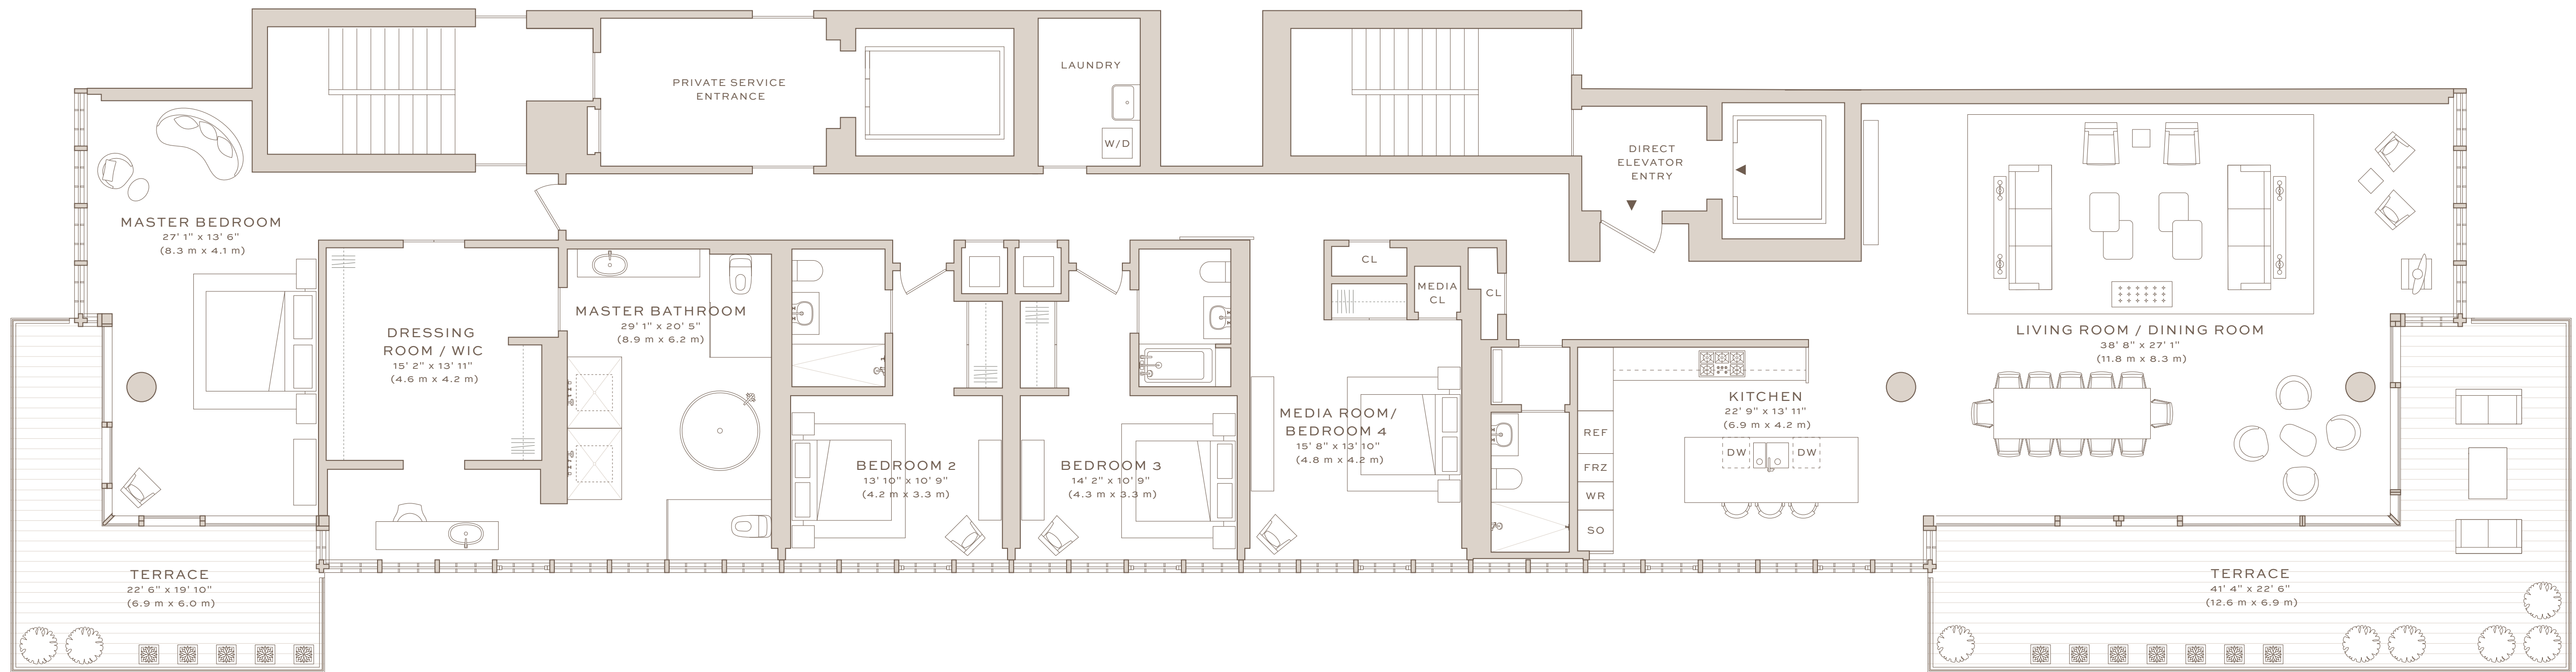 LAUNDRY
PRIVATE SERVICE
ENTRANCE
W/D
DIRECT
ELEVATOR
ENTRY
MASTER BEDROOM
27' 1" x 13' 6"
(8.3 m x 4.1 m)
CL
MEDIA
CL
CL
MASTER BATHROOM
29' 1" x 20' 5"
(8.9 m x 6.2 m)
DRESSING
ROOM / WIC
15' 2" x 13' 11"
(4.6 m x 4.2 m)
LIVING ROOM / DINING ROOM
38' 8" x 27' 1"
(11.8 m x 8.3 m)
KITCHEN
22' 9" x 13' 11"
(6.9 m x 4.2 m)
MEDIA ROOM/
BEDROOM 4
15' 8" x 13' 10"
(4.8 m x 4.2 m)
REF
FRZ
WR
SO
DW
DW
BEDROOM 2
13' 10" x 10' 9"
(4.2 m x 3.3 m)
BEDROOM 3
14' 2" x 10' 9"
(4.3 m x 3.3 m)
TERRACE
22' 6" x 19' 10"
(6.9 m x 6.0 m)
TERRACE
41' 4" x 22' 6"
(12.6 m x 6.9 m)